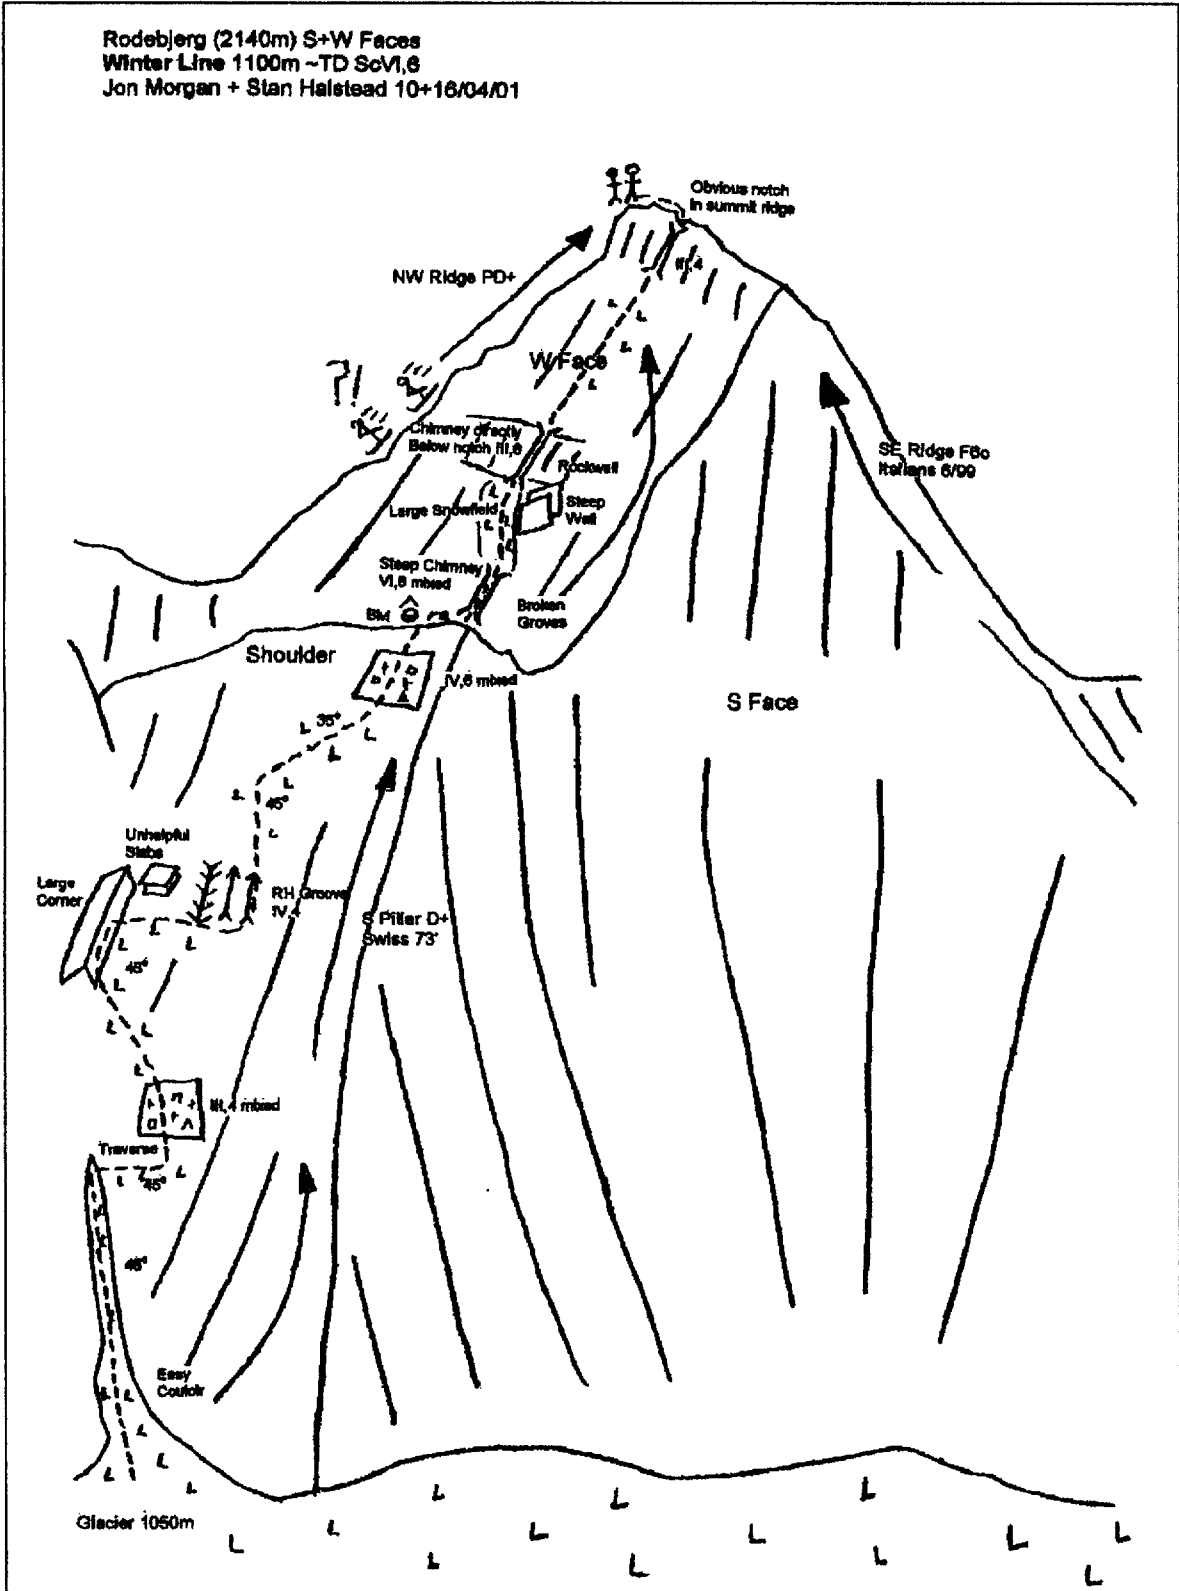 Rodebjerg (2140m) S+W Faces
Winter Line 1100m ~TD ScVI,6
Jon Morgan + Stan Halstead 10+16/04/01
Obvious notch
in summit ridge
III,4
NW Ridge PD+
W Face
?!
Chimney directly
Below notch III,6
Rockwall
SE Ridge F6c
Italians 6/99
Large Snowfield
Steep
Wall
Steep Chimney
VI,6 mixed
Broken
Groves
BM
Shoulder
IV,6 mixed
S Face
35°
45°
Unhelpful
Slabs
Large
Corner
RH Groove
IV,4
S Pillar D+
Swiss 73'
45°
III,4 mixed
Traverse
45°
45°
Easy
Couloir
Glacier 1050m